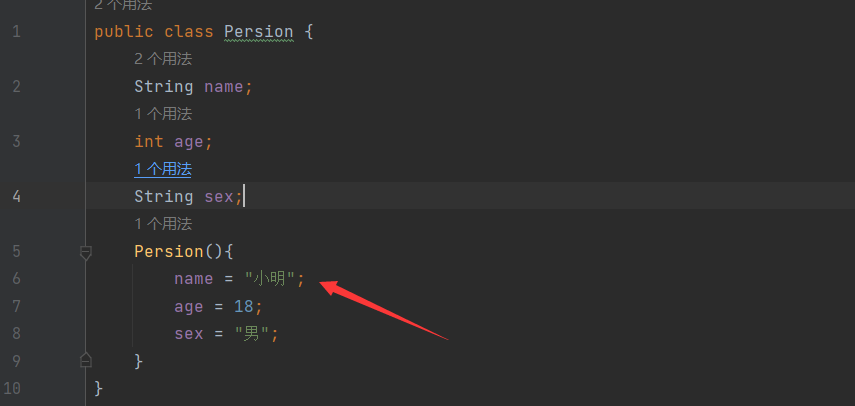 2 个用法
1 public class Persion {
2 个用法
2 String name;
1 个用法
3 int age;
1 个用法
4 String sex;
1 个用法
5 Persion(){
6 name = "小明";
7 age = 18;
8 sex = "男";
9 }
10 }